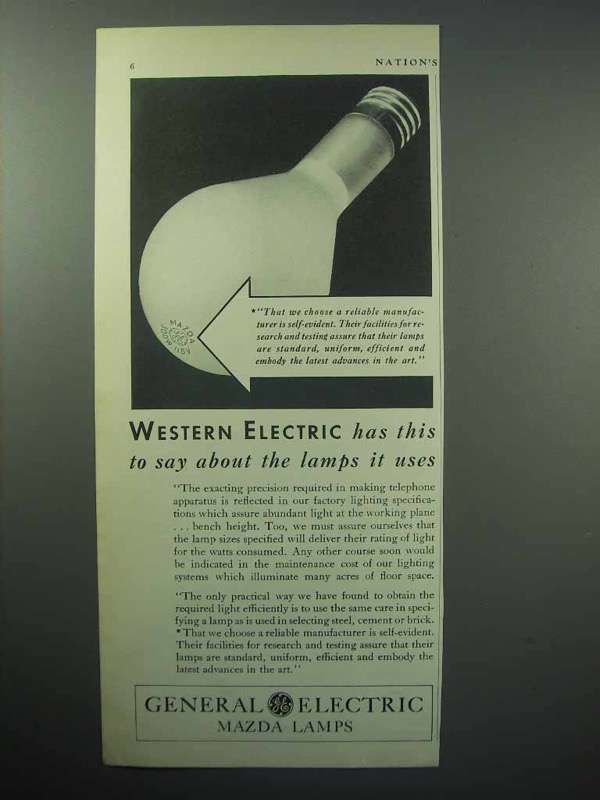 6
NATION'S
MAZDA
*"That we choose a reliable manufac-
turer is self-evident. Their facilities for re-
search and testing assure that their lamps
are standard, uniform, efficient and
embody the latest advances in the art."
WESTERN ELECTRIC has this
to say about the lamps it uses
"The exacting precision required in making telephone
apparatus is reflected in our factory lighting specifica-
tions which assure abundant light at the working plane
. . . bench height. Too, we must assure ourselves that
the lamp sizes specified will deliver their rating of light
for the watts consumed. Any other course soon would
be indicated in the maintenance cost of our lighting
systems which illuminate many acres of floor space.
"The only practical way we have found to obtain the
required light efficiently is to use the same care in speci-
fying a lamp as is used in selecting steel, cement or brick.
*That we choose a reliable manufacturer is self-evident.
Their facilities for research and testing assure that their
lamps are standard, uniform, efficient and embody the
latest advances in the art."
GENERAL GE ELECTRIC
MAZDA LAMPS